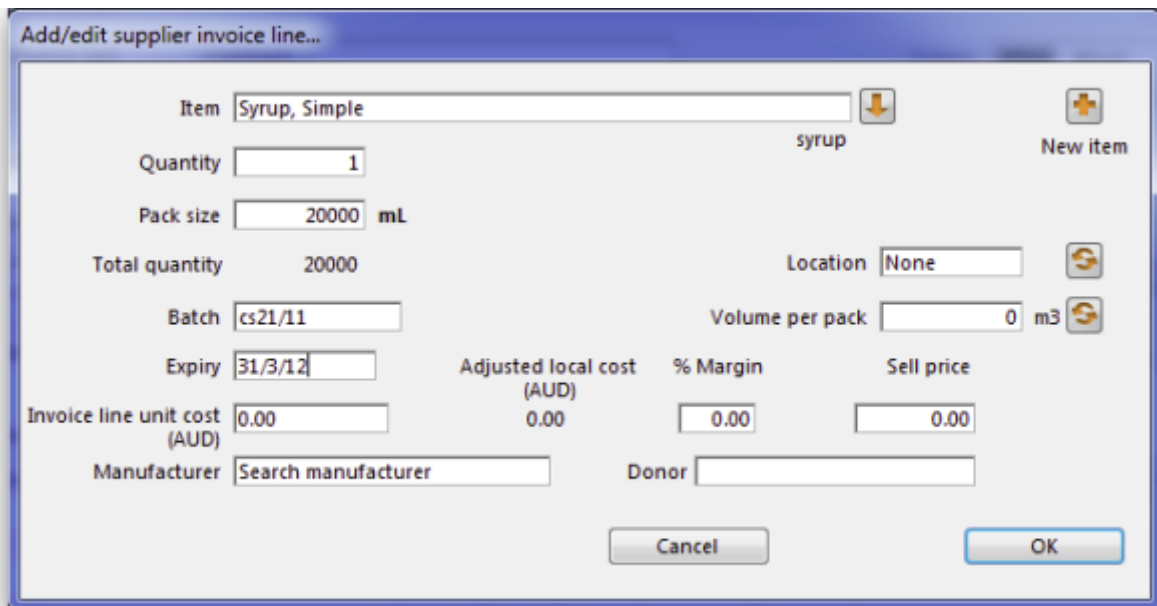 Add/edit supplier invoice line...
Item Syrup, Simple
syrup
New item
Quantity 1
Pack size 20000 mL
Total quantity 20000
Location None
Batch cs21/11
Volume per pack 0 m3
Expiry 31/3/12
Adjusted local cost (AUD)
% Margin
Sell price
Invoice line unit cost (AUD) 0.00
0.00
0.00
0.00
Manufacturer Search manufacturer
Donor
Cancel
OK